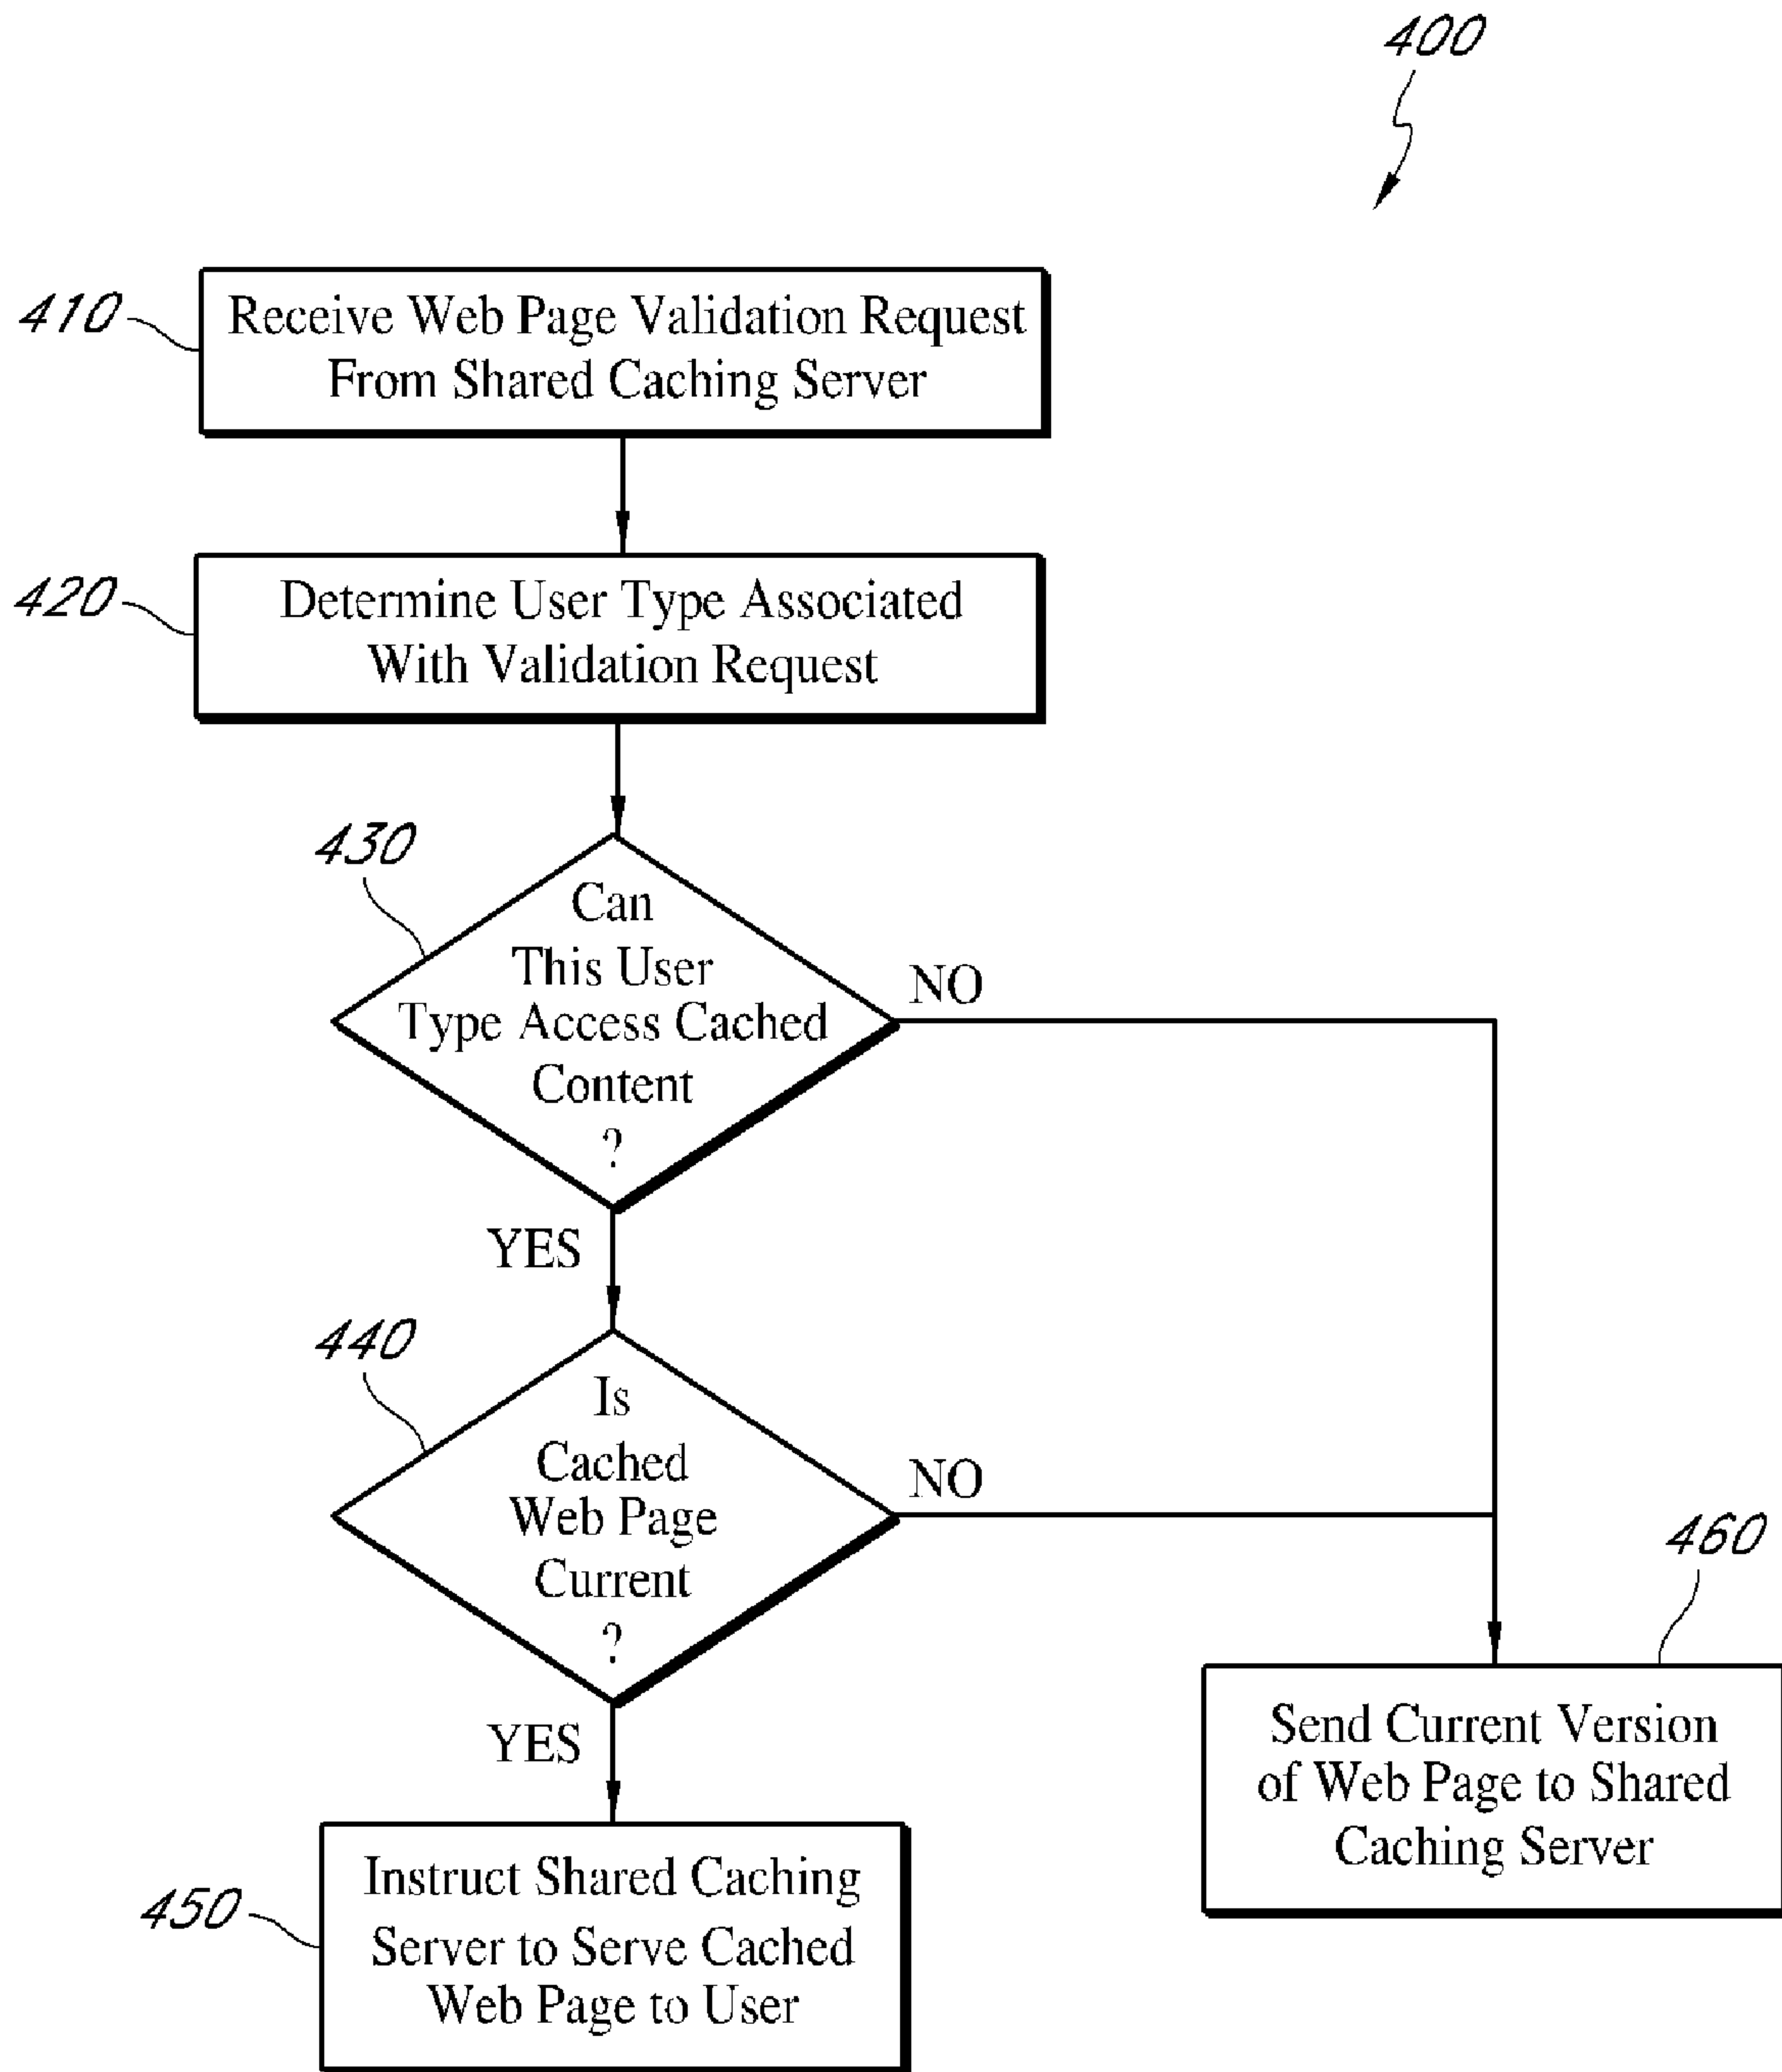 400
410
Receive Web Page Validation Request
From Shared Caching Server
420
Determine User Type Associated
With Validation Request
430
Can
This User
Type Access Cached
Content
?
NO
YES
440
Is
Cached
Web Page
Current
?
NO
YES
460
Send Current Version
of Web Page to Shared
Caching Server
450
Instruct Shared Caching
Server to Serve Cached
Web Page to User